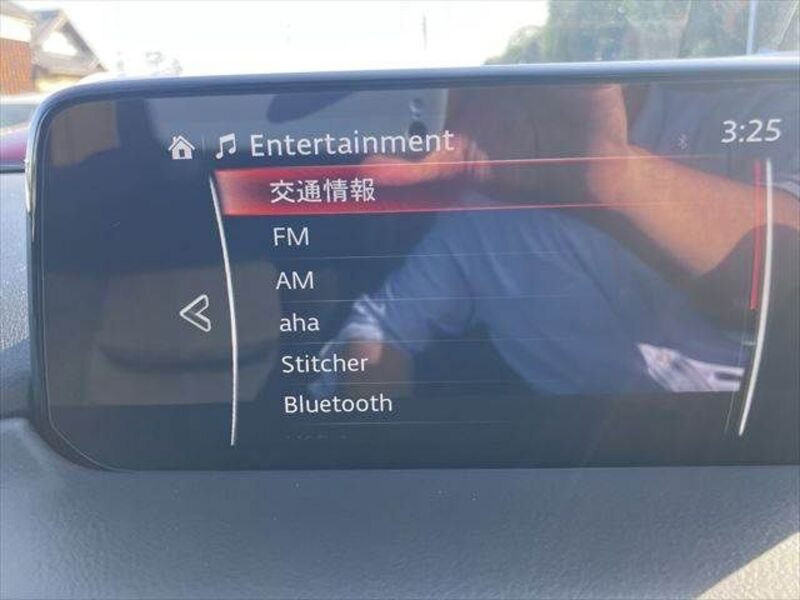 Entertainment
3:25
交通情報
FM
AM
aha
Stitcher
Bluetooth